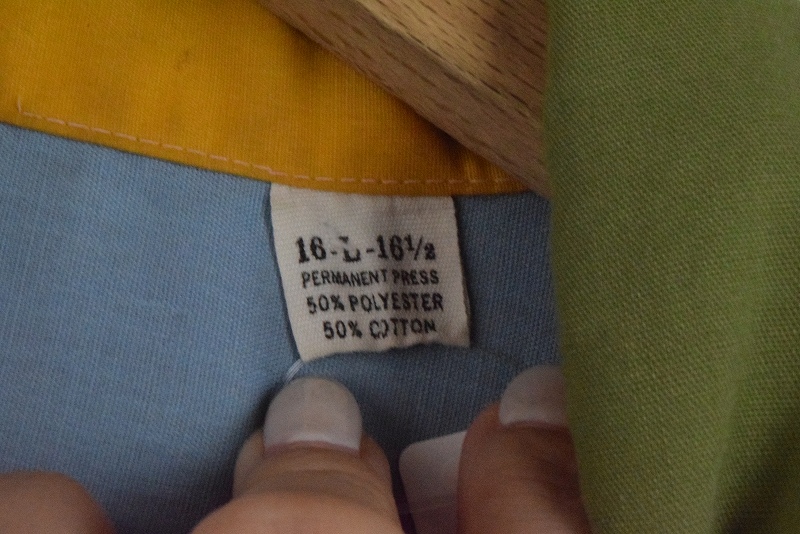 16-L-16½
PERMANENT PRESS
50% POLYESTER
50% COTTON